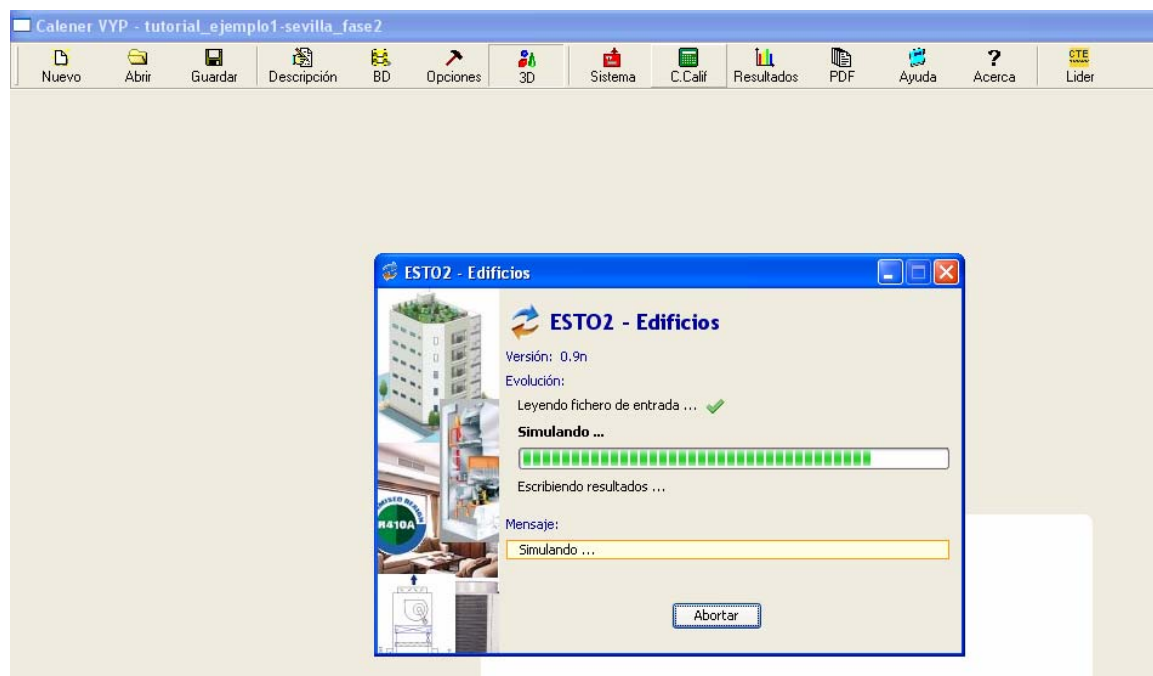 Calener VYP - tutorial_ejemplo1-sevilla_fase2
Nuevo Abrir Guardar Descripción BD Opciones 3D Sistema C.Calif Resultados PDF Ayuda Acerca Lider
CTE
ESTO2 - Edificios
ESTO2 - Edificios
Versión: 0.9n
Evolución:
Leyendo fichero de entrada ...
Simulando ...
Escribiendo resultados ...
R410A
Mensaje:
Simulando ...
Abortar